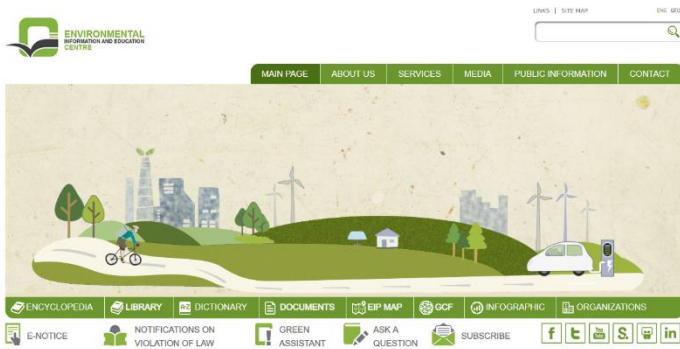 LINKS | SITE MAP
ENG GEO
ENVIRONMENTAL
INFORMATION AND EDUCATION
CENTRE
MAIN PAGE ABOUT US SERVICES MEDIA PUBLIC INFORMATION CONTACT
ENCYCLOPEDIA LIBRARY DICTIONARY DOCUMENTS EIP MAP GCF INFOGRAPHIC ORGANIZATIONS
E-NOTICE
NOTIFICATIONS ON
VIOLATION OF LAW
GREEN
ASSISTANT
ASK A
QUESTION
SUBSCRIBE